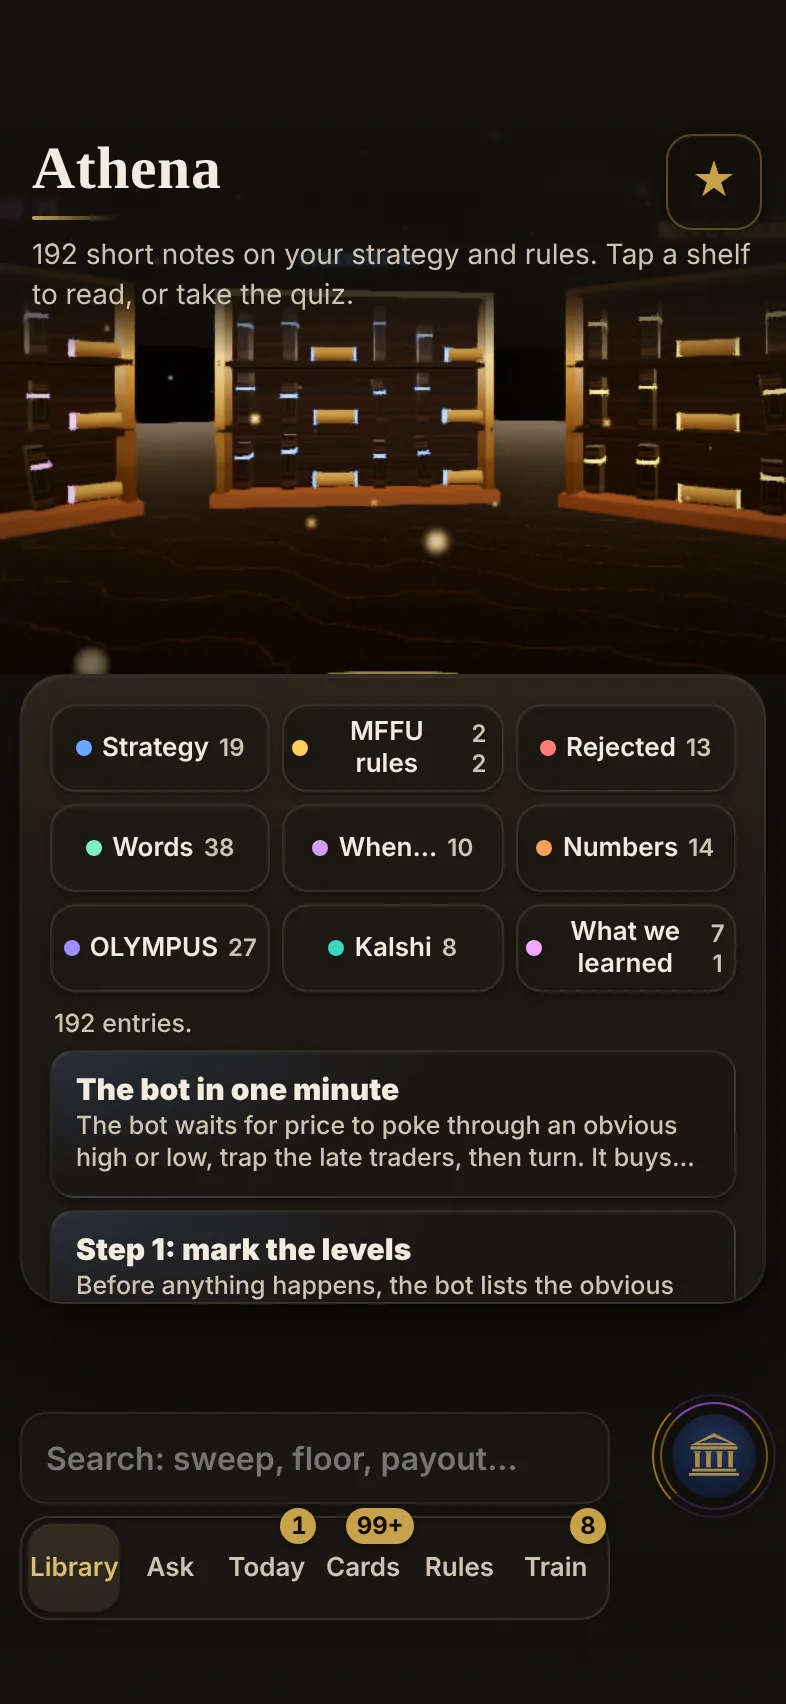 Athena
192 short notes on your strategy and rules. Tap a shelf
to read, or take the quiz.
Strategy 19
MFFU rules 22
Rejected 13
Words 38
When... 10
Numbers 14
OLYMPUS 27
Kalshi 8
What we learned 71
192 entries.
The bot in one minute
The bot waits for price to poke through an obvious
high or low, trap the late traders, then turn. It buys...
Step 1: mark the levels
Before anything happens, the bot lists the obvious
Search: sweep, floor, payout...
1
99+
8
Library
Ask
Today
Cards
Rules
Train